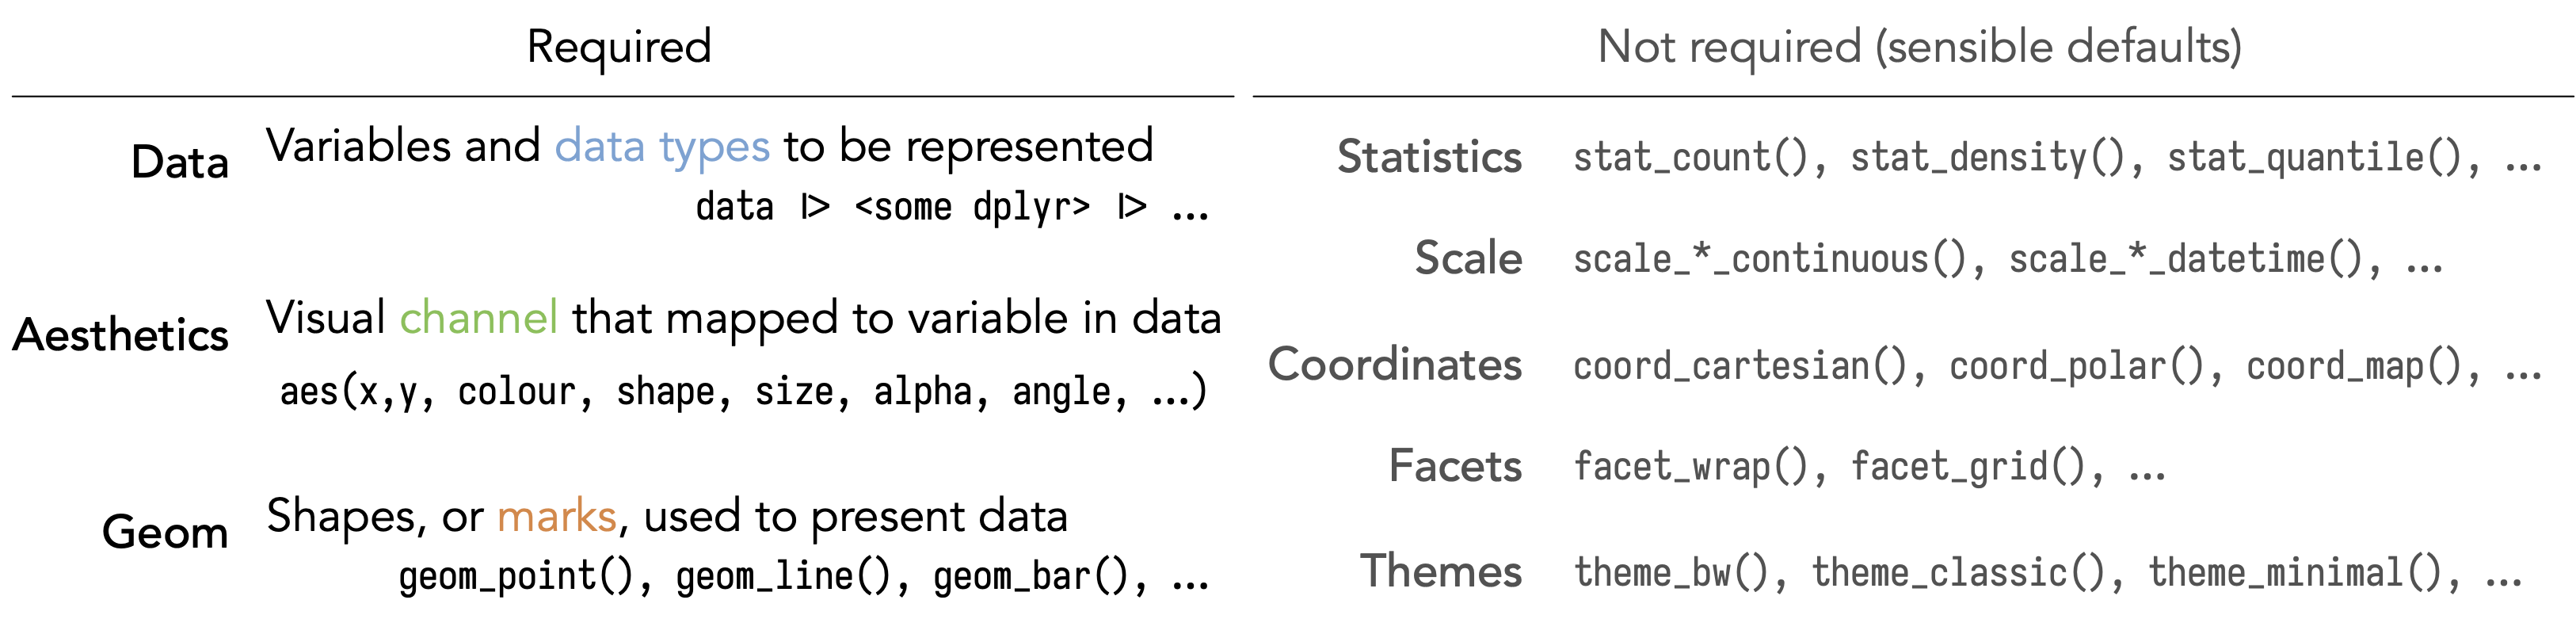 Required
Data
Variables and data types to be represented
data |> <some dplyr> |> ...
Aesthetics
Visual channel that mapped to variable in data
aes(x,y, colour, shape, size, alpha, angle, ...)
Geom
Shapes, or marks, used to present data
geom_point(), geom_line(), geom_bar(), ...
Not required (sensible defaults)
Statistics stat_count(), stat_density(), stat_quantile(), ...
Scale scale_*_continuous(), scale_*_datetime(), ...
Coordinates coord_cartesian(), coord_polar(), coord_map(), ...
Facets facet_wrap(), facet_grid(), ...
Themes theme_bw(), theme_classic(), theme_minimal(), ...